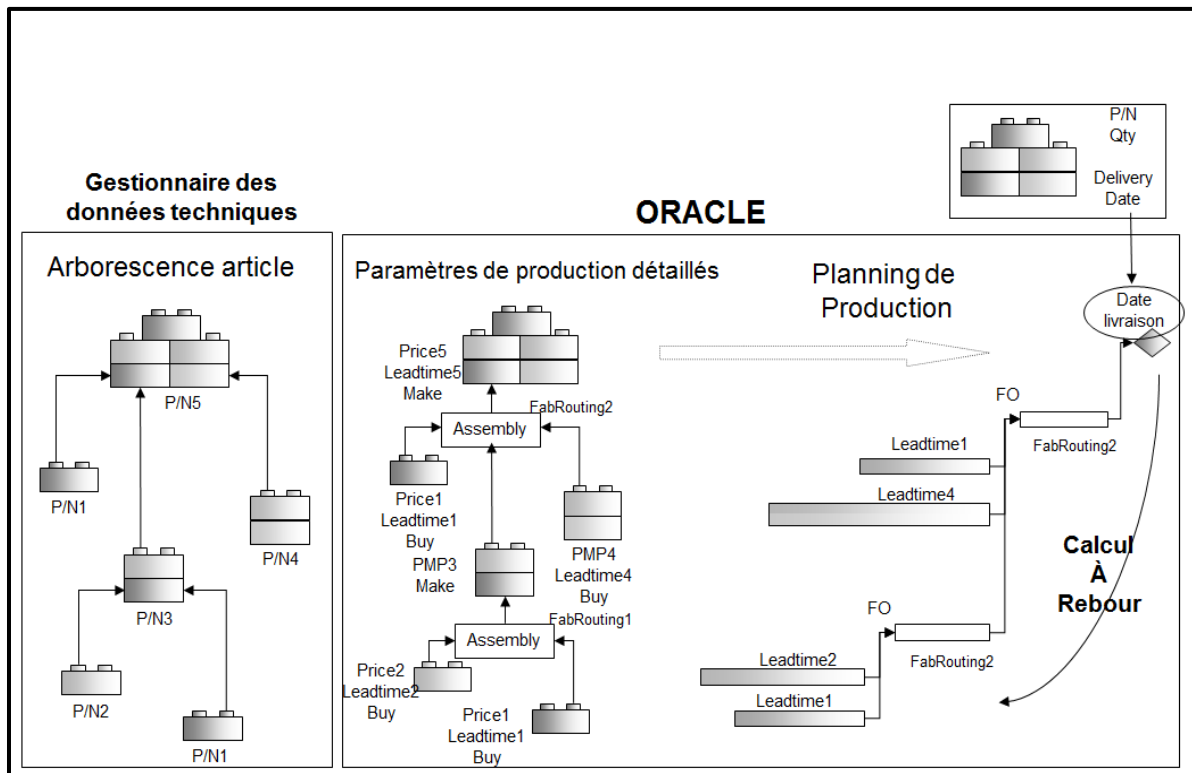 P/N
Qty
Delivery
Date
Gestionnaire des
données techniques
ORACLE
Arborescence article
P/N5
P/N1
P/N4
P/N3
P/N2
P/N1
Paramètres de production détaillés
Price5
Leadtime5
Make
FabRouting2
Assembly
Price1
Leadtime1
Buy
PMP3
Make
PMP4
Leadtime4
Buy
FabRouting1
Assembly
Price2
Leadtime2
Buy
Price1
Leadtime1
Buy
Planning de
Production
Date
livraison
FO
FabRouting2
Leadtime1
Leadtime4
Calcul
À
Rebour
FO
FabRouting2
Leadtime2
Leadtime1